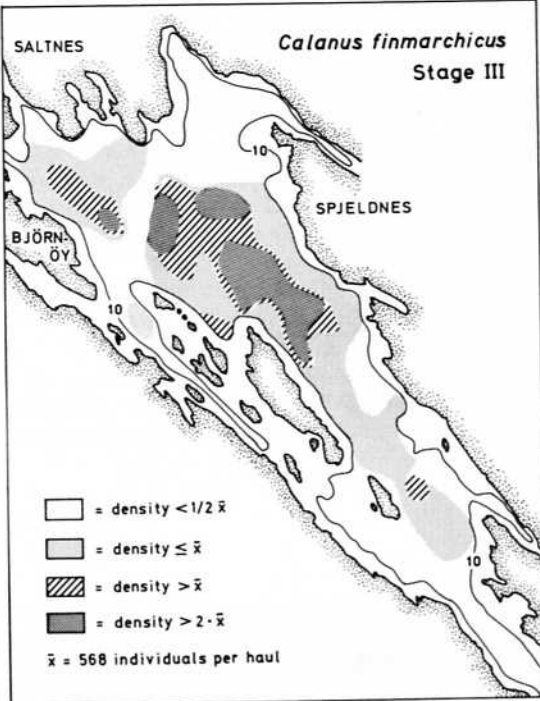 SALTNES
Calanus finmarchicus
Stage III
10
SPJELDNES
BJÖRN-
ÖY
10
10
= density < 1/2 x̄
= density ≤ x̄
= density > x̄
= density > 2 · x̄
x̄ = 568 individuals per haul